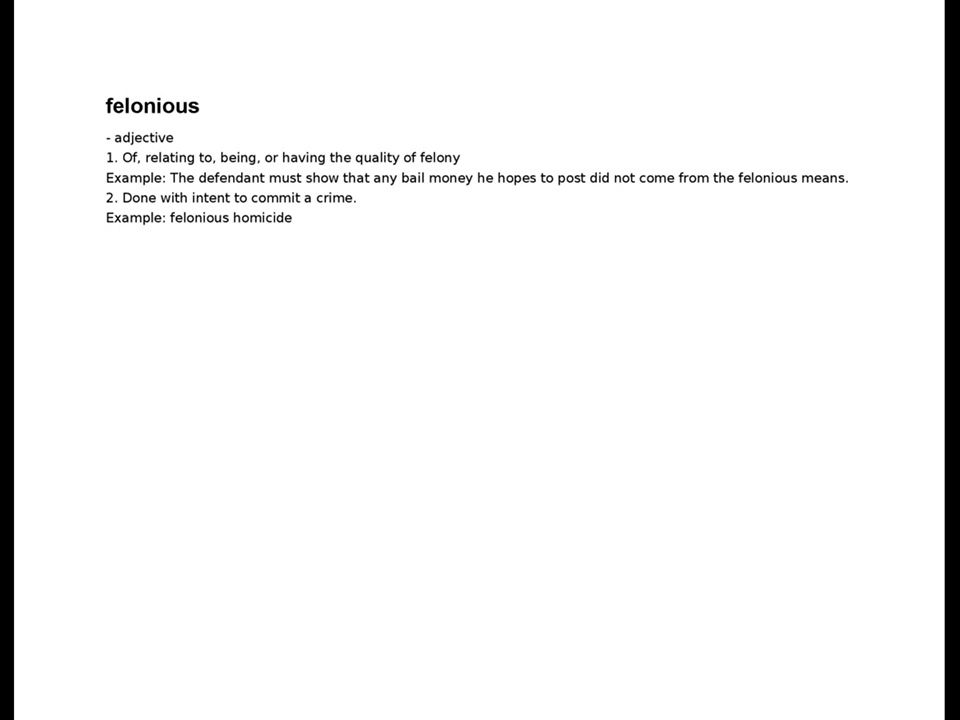 felonious
- adjective
1. Of, relating to, being, or having the quality of felony
Example: The defendant must show that any bail money he hopes to post did not come from the felonious means.
2. Done with intent to commit a crime.
Example: felonious homicide